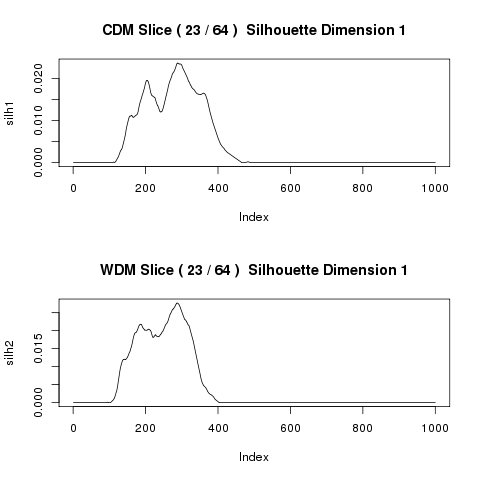 CDM Slice ( 23 / 64 )  Silhouette Dimension 1
silh1
0.020
0.010
0.000
0 200 400 600 800 1000
Index
WDM Slice ( 23 / 64 )  Silhouette Dimension 1
silh2
0.015
0.000
0 200 400 600 800 1000
Index